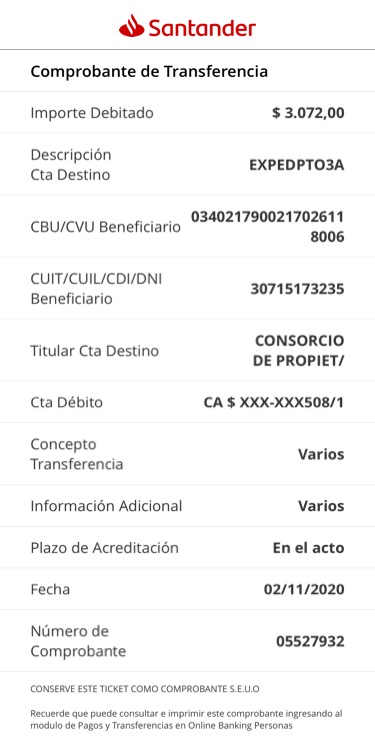 Santander
Comprobante de Transferencia
Importe Debitado $ 3.072,00
Descripción
Cta Destino
EXPEDPTO3A
CBU/CVU Beneficiario
034021790021702611
8006
CUIT/CUIL/CDI/DNI
Beneficiario
30715173235
Titular Cta Destino
CONSORCIO
DE PROPIET/
Cta Débito CA $ XXX-XXX508/1
Concepto
Transferencia
Varios
Información Adicional Varios
Plazo de Acreditación En el acto
Fecha 02/11/2020
Número de
Comprobante
05527932
CONSERVE ESTE TICKET COMO COMPROBANTE S.E.U.O
Recuerde que puede consultar e imprimir este comprobante ingresando al
modulo de Pagos y Transferencias en Online Banking Personas